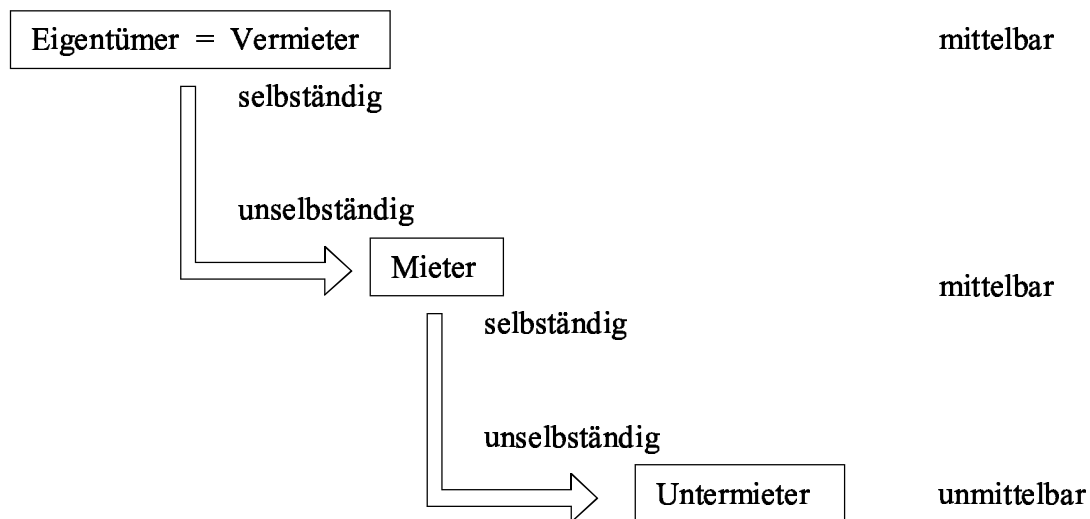 Eigentümer = Vermieter mittelbar
selbständig
unselbständig
Mieter mittelbar
selbständig
unselbständig
Untermieter unmittelbar